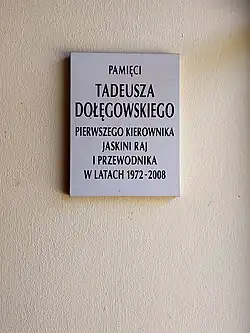 PAMIĘCI
TADEUSZA
DOŁĘGOWSKIEGO
PIERWSZEGO KIEROWNIKA
JASKINI RAJ
I PRZEWODNIKA
W LATACH 1972-2008